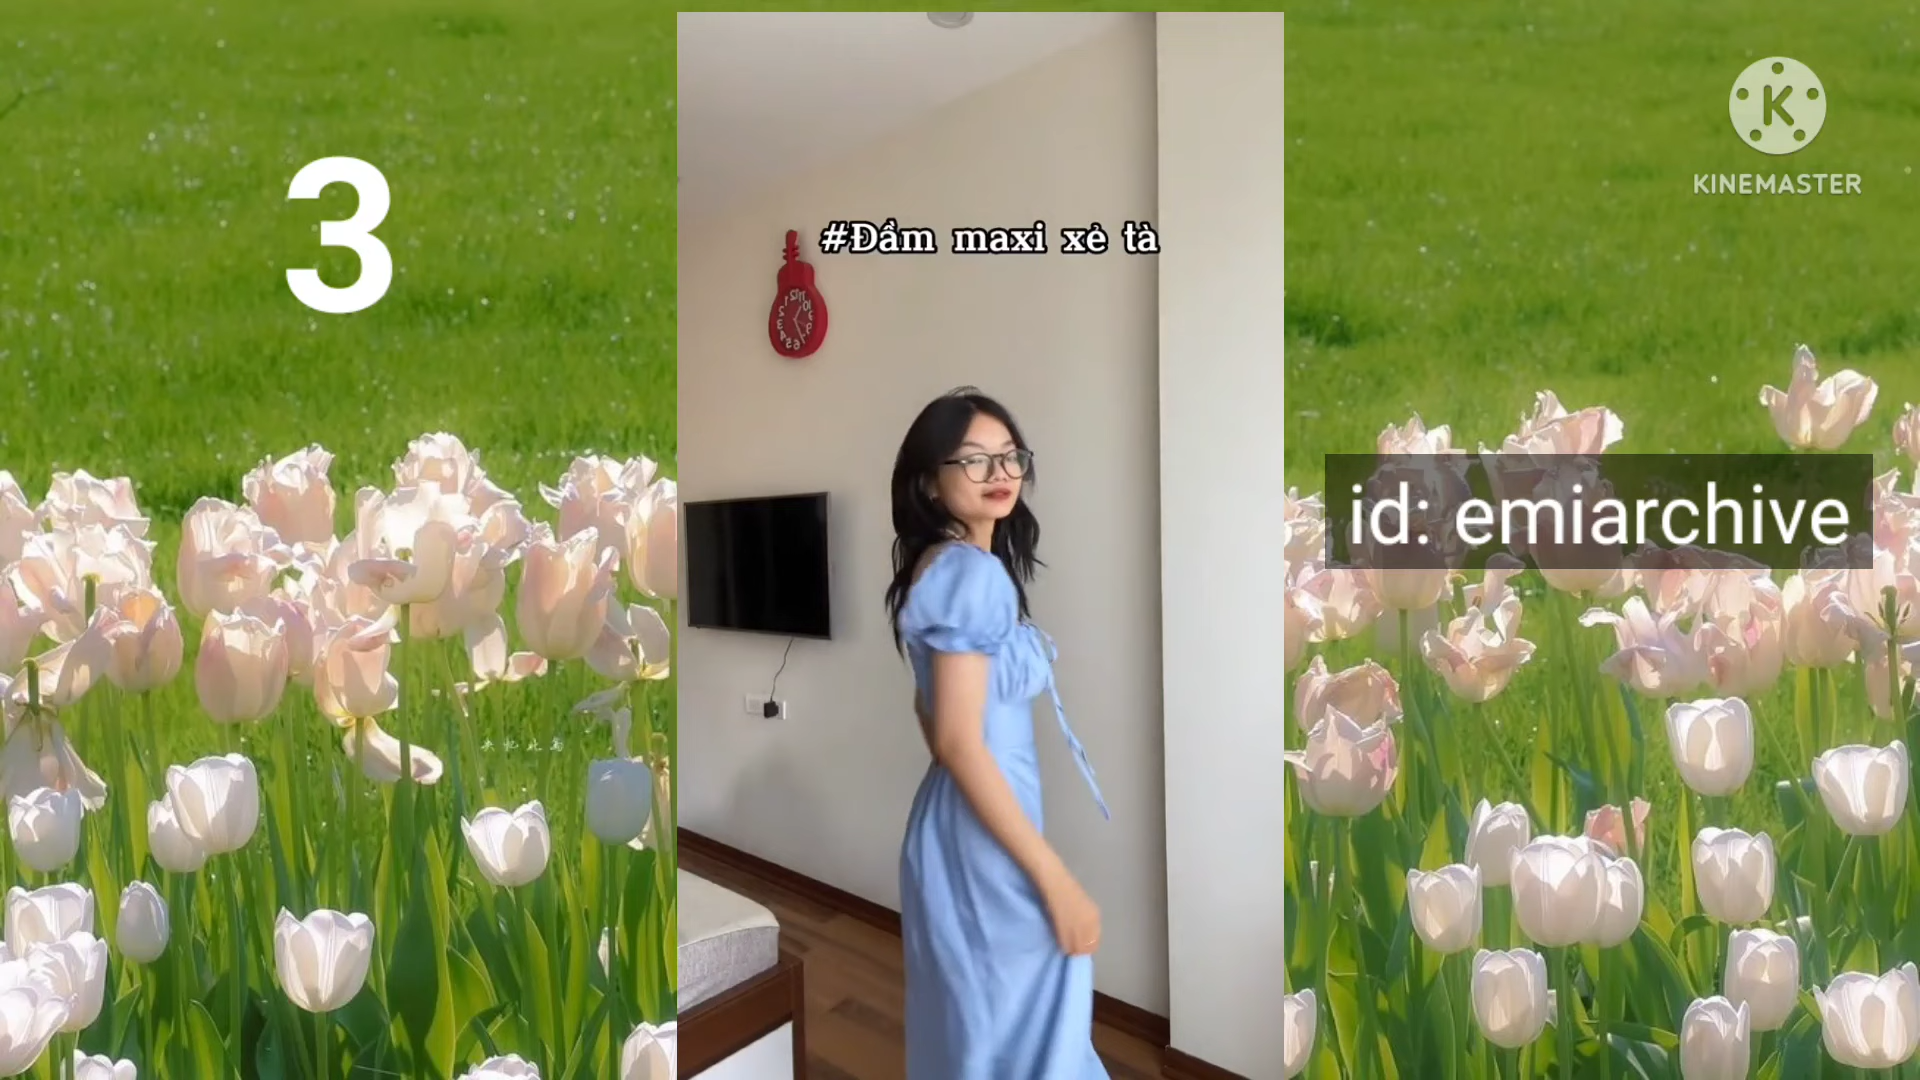 3
#Đầm maxi xẻ tà
K
KINEMASTER
id: emiarchive